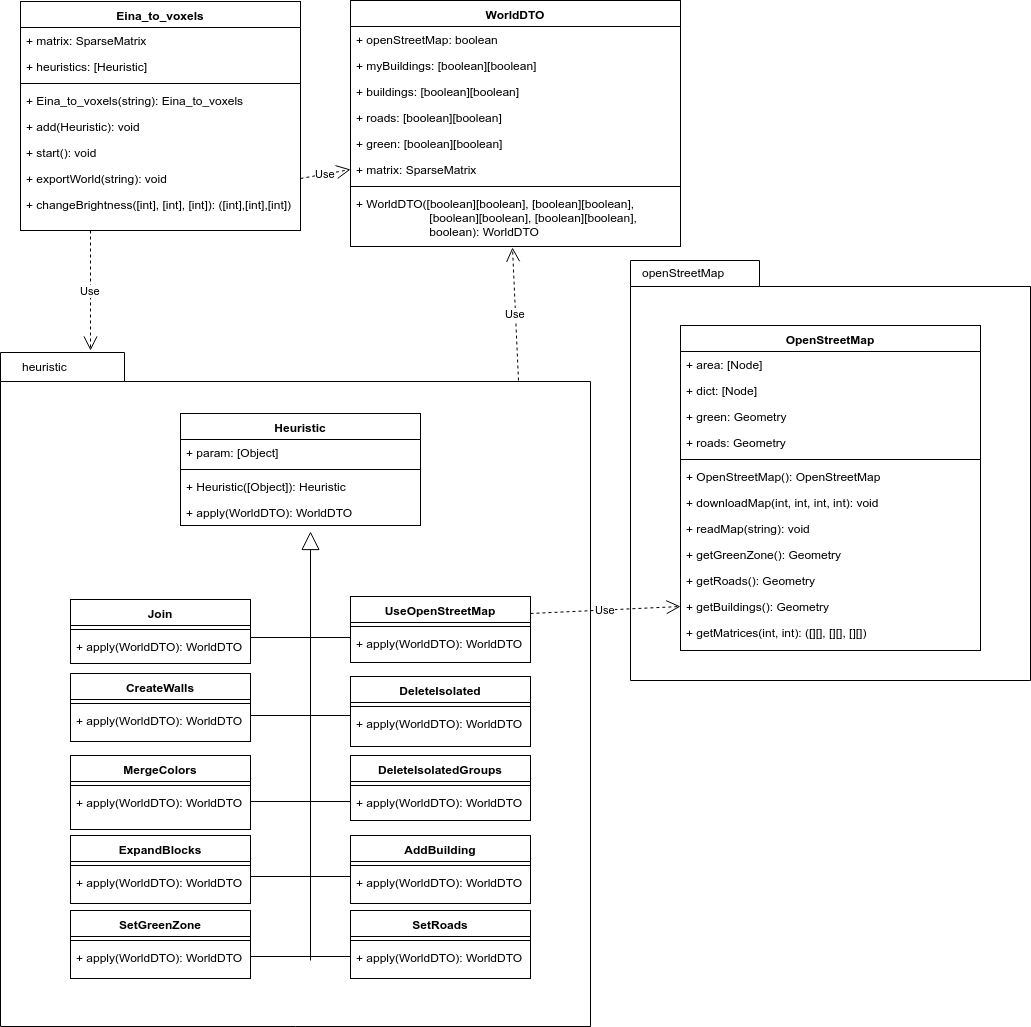 Eina_to_voxels
+ matrix: SparseMatrix
+ heuristics: [Heuristic]
+ Eina_to_voxels(string): Eina_to_voxels
+ add(Heuristic): void
+ start(): void
+ exportWorld(string): void
+ changeBrightness([int], [int], [int]): ([int],[int],[int])
Use
WorldDTO
+ openStreetMap: boolean
+ myBuildings: [boolean][boolean]
+ buildings: [boolean][boolean]
+ roads: [boolean][boolean]
+ green: [boolean][boolean]
+ matrix: SparseMatrix
+ WorldDTO([boolean][boolean], [boolean][boolean],
[boolean][boolean], [boolean][boolean],
boolean): WorldDTO
Use
Use
openStreetMap
OpenStreetMap
+ area: [Node]
+ dict: [Node]
+ green: Geometry
+ roads: Geometry
+ OpenStreetMap(): OpenStreetMap
+ downloadMap(int, int, int, int): void
+ readMap(string): void
+ getGreenZone(): Geometry
+ getRoads(): Geometry
+ getBuildings(): Geometry
+ getMatrices(int, int): ([][], [][], [][])
heuristic
Heuristic
+ param: [Object]
+ Heuristic([Object]): Heuristic
+ apply(WorldDTO): WorldDTO
Join
+ apply(WorldDTO): WorldDTO
UseOpenStreetMap
+ apply(WorldDTO): WorldDTO
Use
CreateWalls
+ apply(WorldDTO): WorldDTO
DeleteIsolated
+ apply(WorldDTO): WorldDTO
MergeColors
+ apply(WorldDTO): WorldDTO
DeleteIsolatedGroups
+ apply(WorldDTO): WorldDTO
ExpandBlocks
+ apply(WorldDTO): WorldDTO
AddBuilding
+ apply(WorldDTO): WorldDTO
SetGreenZone
+ apply(WorldDTO): WorldDTO
SetRoads
+ apply(WorldDTO): WorldDTO